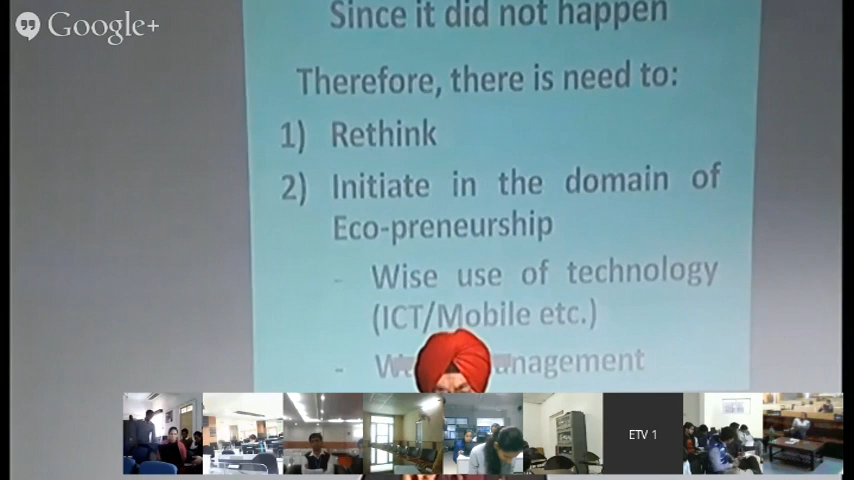 Google+
Since it did not happen
Therefore, there is need to:
1) Rethink
2) Initiate in the domain of
Eco-preneurship
- Wise use of technology
(ICT/Mobile etc.)
-
ETV 1